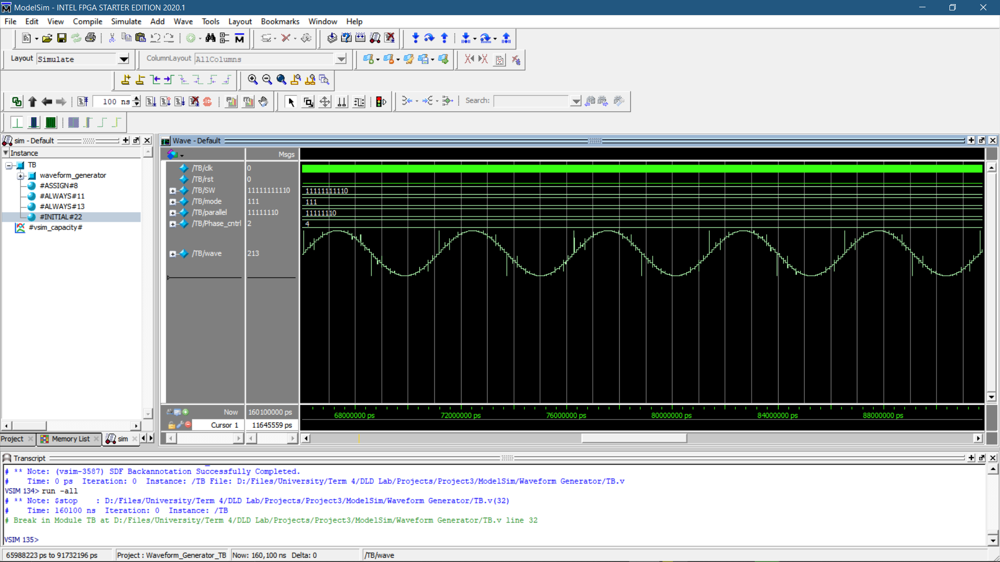 ModelSim - INTEL FPGA STARTER EDITION 2020.1
File Edit View Compile Simulate Add Wave Tools Layout Bookmarks Window Help
Layout Simulate ColumnLayout AllColumns
100 ns Search:
sim - Default
Instance
TB
waveform_generator
#ASSIGN#8
#ALWAYS#11
#ALWAYS#13
#INITIAL#22
#vsim_capacity#
Project Memory List sim
Wave - Default
Msgs
/TB/clk 0
/TB/rst 0
/TB/SW 11111111110 11111111110
/TB/mode 111 111
/TB/parallel 11111110 11111110
/TB/Phase_cntrl 2 4
/TB/wave 213
Now 160100000 ps 68000000 ps 72000000 ps 76000000 ps 80000000 ps 84000000 ps 88000000 ps
Cursor 1 11645559 ps
Transcript
# ** Note: (vsim-3587) SDF Backannotation Successfully Completed.
# Time: 0 ps Iteration: 0 Instance: /TB File: D:/Files/University/Term 4/DLD Lab/Projects/Project3/ModelSim/Waveform Generator/TB.v
VSIM 134> run -all
# ** Note: $stop : D:/Files/University/Term 4/DLD Lab/Projects/Project3/ModelSim/Waveform Generator/TB.v(32)
# Time: 160100 ns Iteration: 0 Instance: /TB
# Break in Module TB at D:/Files/University/Term 4/DLD Lab/Projects/Project3/ModelSim/Waveform Generator/TB.v line 32
VSIM 135>
65988223 ps to 91732196 ps Project : Waveform_Generator_TB Now: 160,100 ns Delta: 0 /TB/wave